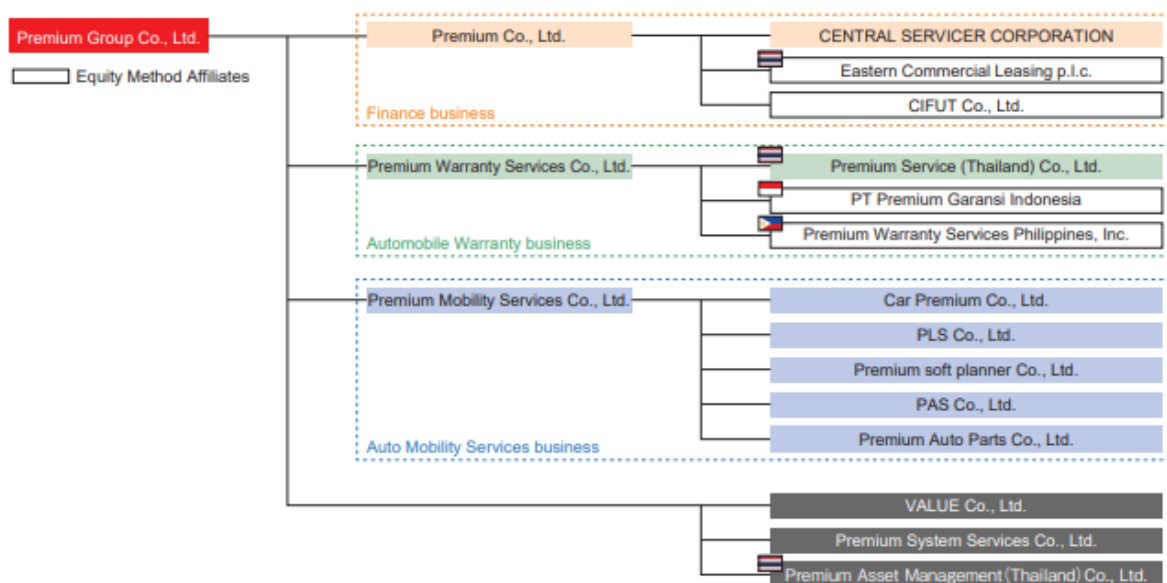 Premium Group Co., Ltd.
Equity Method Affiliates
Premium Co., Ltd.
CENTRAL SERVICER CORPORATION
Eastern Commercial Leasing p.l.c.
CIFUT Co., Ltd.
Finance business
Premium Warranty Services Co., Ltd.
Premium Service (Thailand) Co., Ltd.
PT Premium Garansi Indonesia
Premium Warranty Services Philippines, Inc.
Automobile Warranty business
Premium Mobility Services Co., Ltd.
Car Premium Co., Ltd.
PLS Co., Ltd.
Premium soft planner Co., Ltd.
PAS Co., Ltd.
Premium Auto Parts Co., Ltd.
Auto Mobility Services business
VALUE Co., Ltd.
Premium System Services Co., Ltd.
Premium Asset Management(Thailand) Co., Ltd.